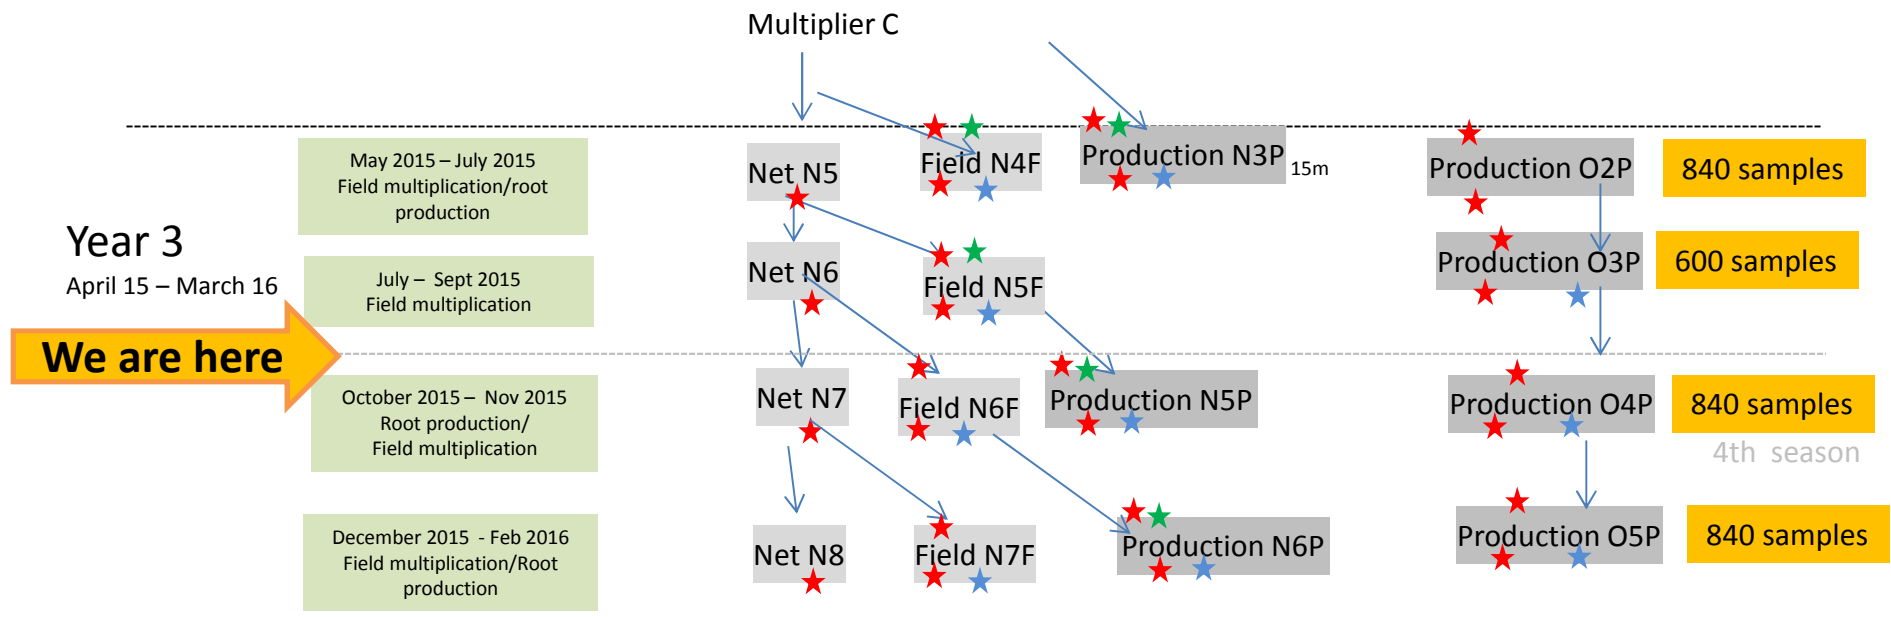 Multiplier C
May 2015 – July 2015
Field multiplication/root
production
Net N5
Field N4F
Production N3P
15m
Production O2P
840 samples
Year 3
April 15 – March 16
July – Sept 2015
Field multiplication
Net N6
Field N5F
Production O3P
600 samples
We are here
October 2015 – Nov 2015
Root production/
Field multiplication
Net N7
Field N6F
Production N5P
Production O4P
840 samples
4th season
December 2015 - Feb 2016
Field multiplication/Root
production
Net N8
Field N7F
Production N6P
Production O5P
840 samples